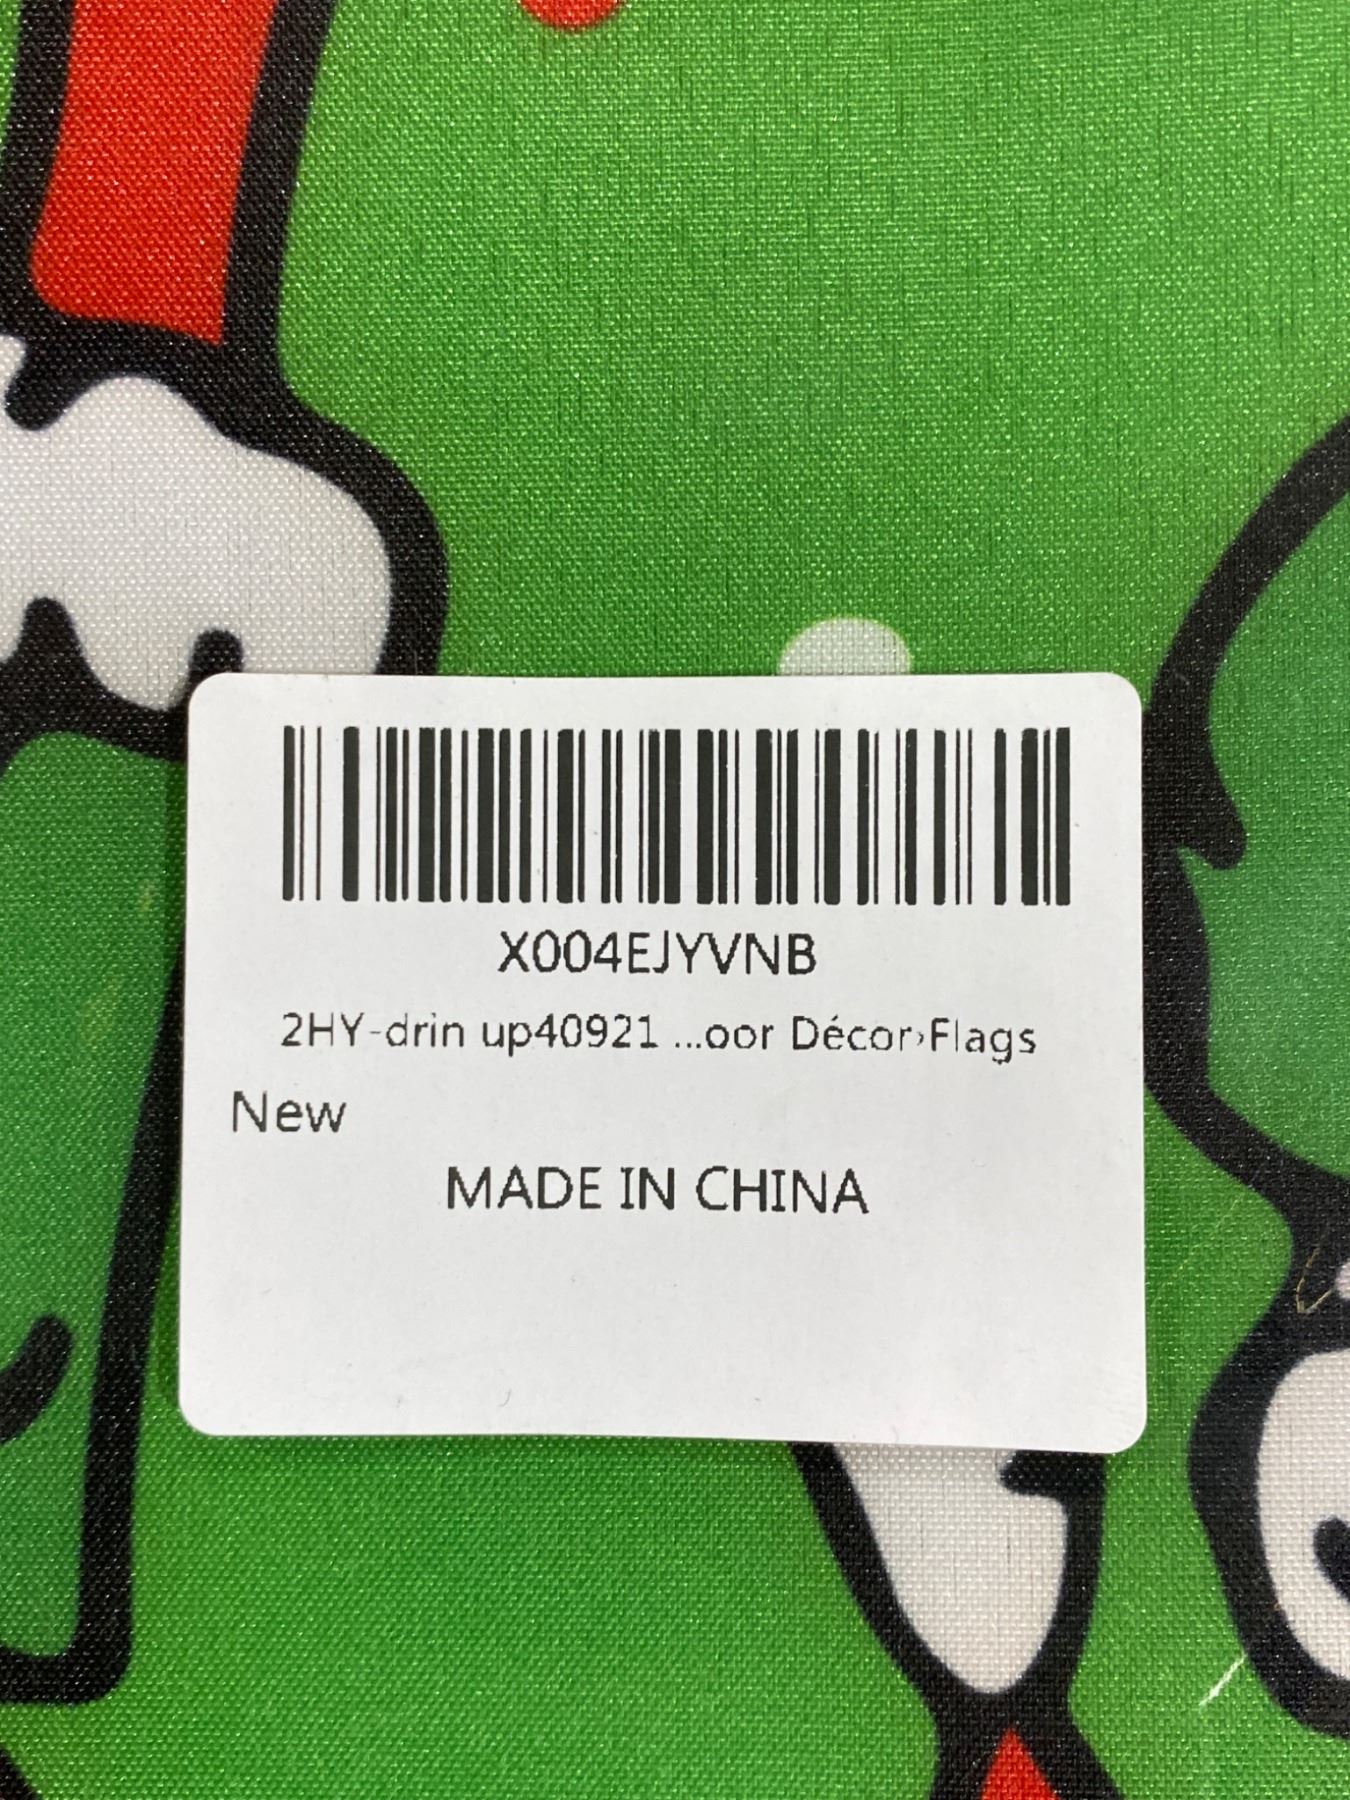 X004EJYVNB
2HY-drin up40921 ...oor Décor›Flags
New
MADE IN CHINA